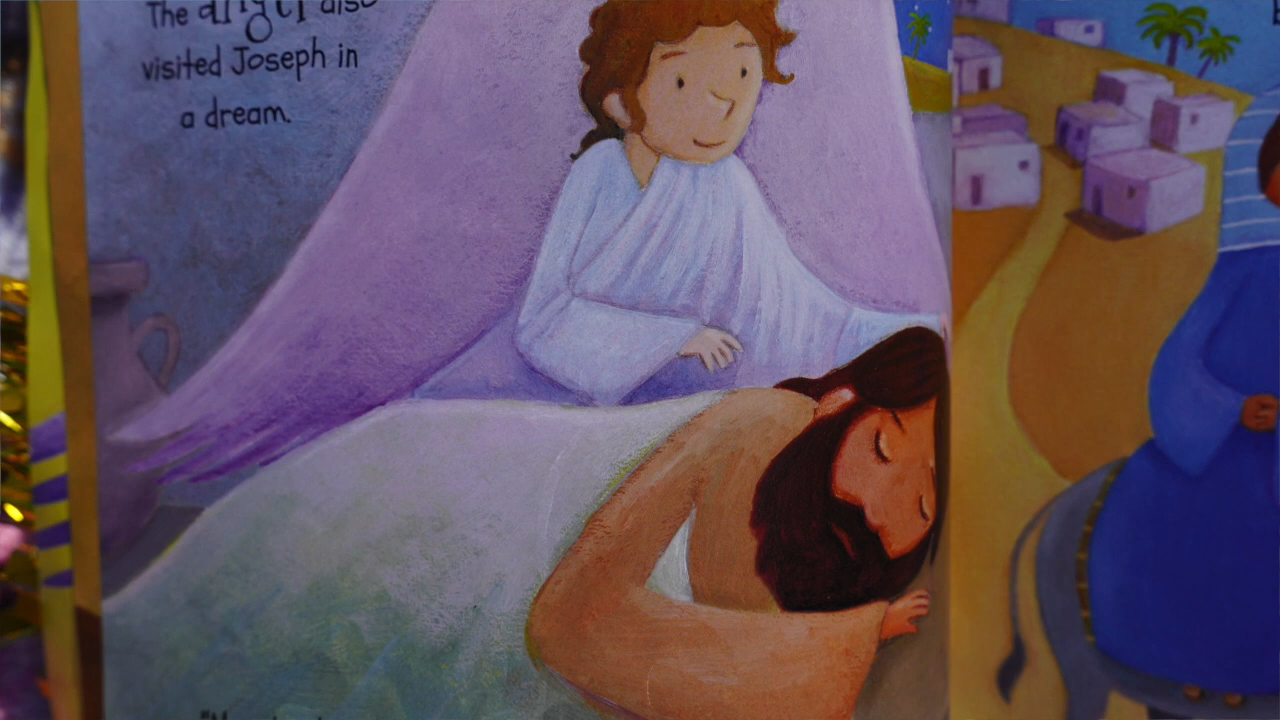 The angel also
visited Joseph in
a dream.